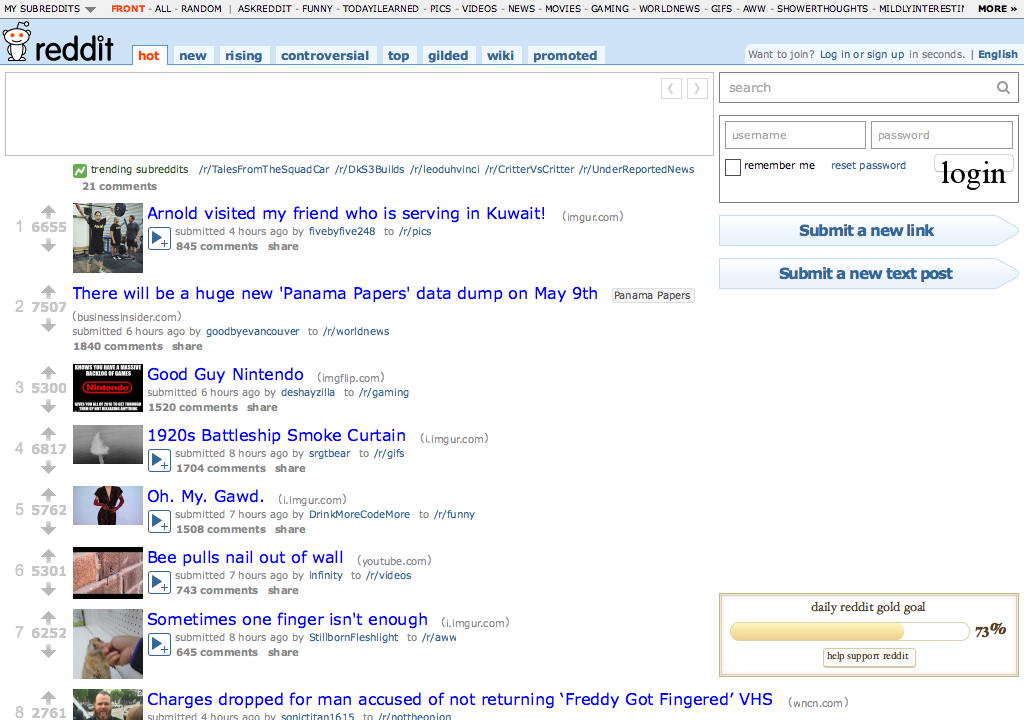 MY SUBREDDITS FRONT - ALL - RANDOM | ASKREDDIT - FUNNY - TODAYILEARNED - PICS - VIDEOS - NEWS - MOVIES - GAMING - WORLDNEWS - GIFS - AWW - SHOWERTHOUGHTS - MILDLYINTERESTIN MORE »
reddit hot new rising controversial top gilded wiki promoted
Want to join? Log in or sign up in seconds. | English
search
username password
remember me reset password login
Submit a new link
Submit a new text post
trending subreddits /r/TalesFromTheSquadCar /r/DkS3Builds /r/leoduhvinci /r/CritterVsCritter /r/UnderReportedNews
21 comments
1 6655 Arnold visited my friend who is serving in Kuwait! (imgur.com)
submitted 4 hours ago by fivebyfive248 to /r/pics
845 comments share
2 7507 There will be a huge new 'Panama Papers' data dump on May 9th Panama Papers
(businessinsider.com)
submitted 6 hours ago by goodbyevancouver to /r/worldnews
1840 comments share
KNOWS YOU HAVE A MASSIVE
BACKLOG OF GAMES
Nintendo
GIVES YOU ALL OF 2016 TO GET THROUGH
THEM BY NOT RELEASING ANYTHING
3 5300 Good Guy Nintendo (imgflip.com)
submitted 6 hours ago by deshayzilla to /r/gaming
1520 comments share
4 6817 1920s Battleship Smoke Curtain (i.imgur.com)
submitted 8 hours ago by srgtbear to /r/gifs
1704 comments share
5 5762 Oh. My. Gawd. (i.imgur.com)
submitted 7 hours ago by DrinkMoreCodeMore to /r/funny
1508 comments share
6 5301 Bee pulls nail out of wall (youtube.com)
submitted 7 hours ago by Infinity to /r/videos
743 comments share
7 6252 Sometimes one finger isn't enough (i.imgur.com)
submitted 8 hours ago by StillbornFleshlight to /r/aww
645 comments share
8 2761 Charges dropped for man accused of not returning ‘Freddy Got Fingered’ VHS (wncn.com)
submitted 4 hours ago by sonictitan1615 to /r/nottheonion
daily reddit gold goal
73%
help support reddit